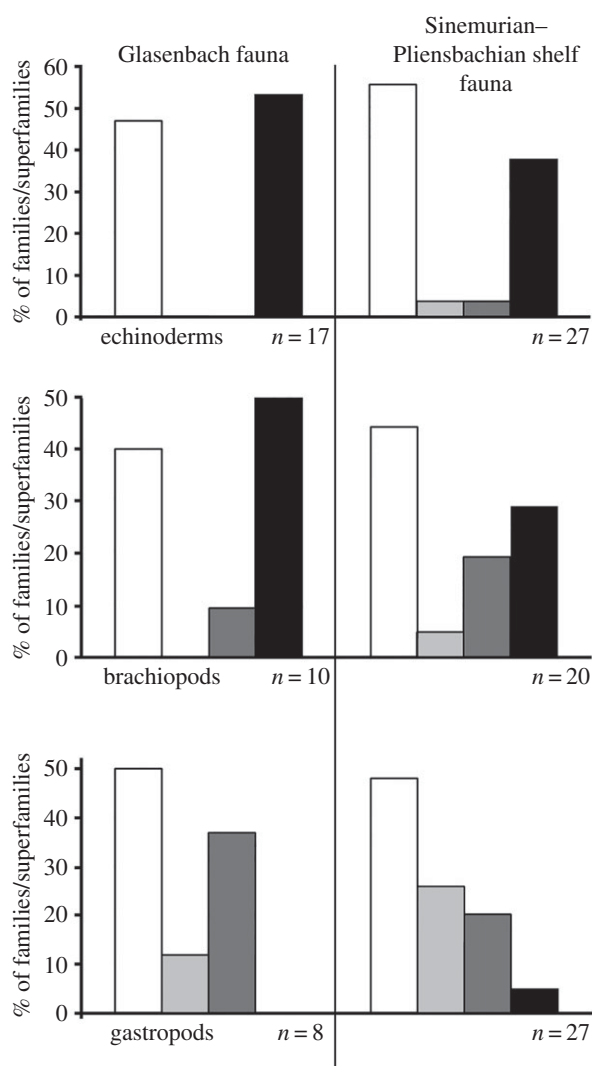 Glasenbach fauna
Sinemurian–
Pliensbachian shelf
fauna
% of families/superfamilies
60
50
40
30
20
10
0
echinoderms
n = 17
n = 27
% of families/superfamilies
50
40
30
20
10
0
brachiopods
n = 10
n = 20
% of families/superfamilies
50
40
30
20
10
0
gastropods
n = 8
n = 27